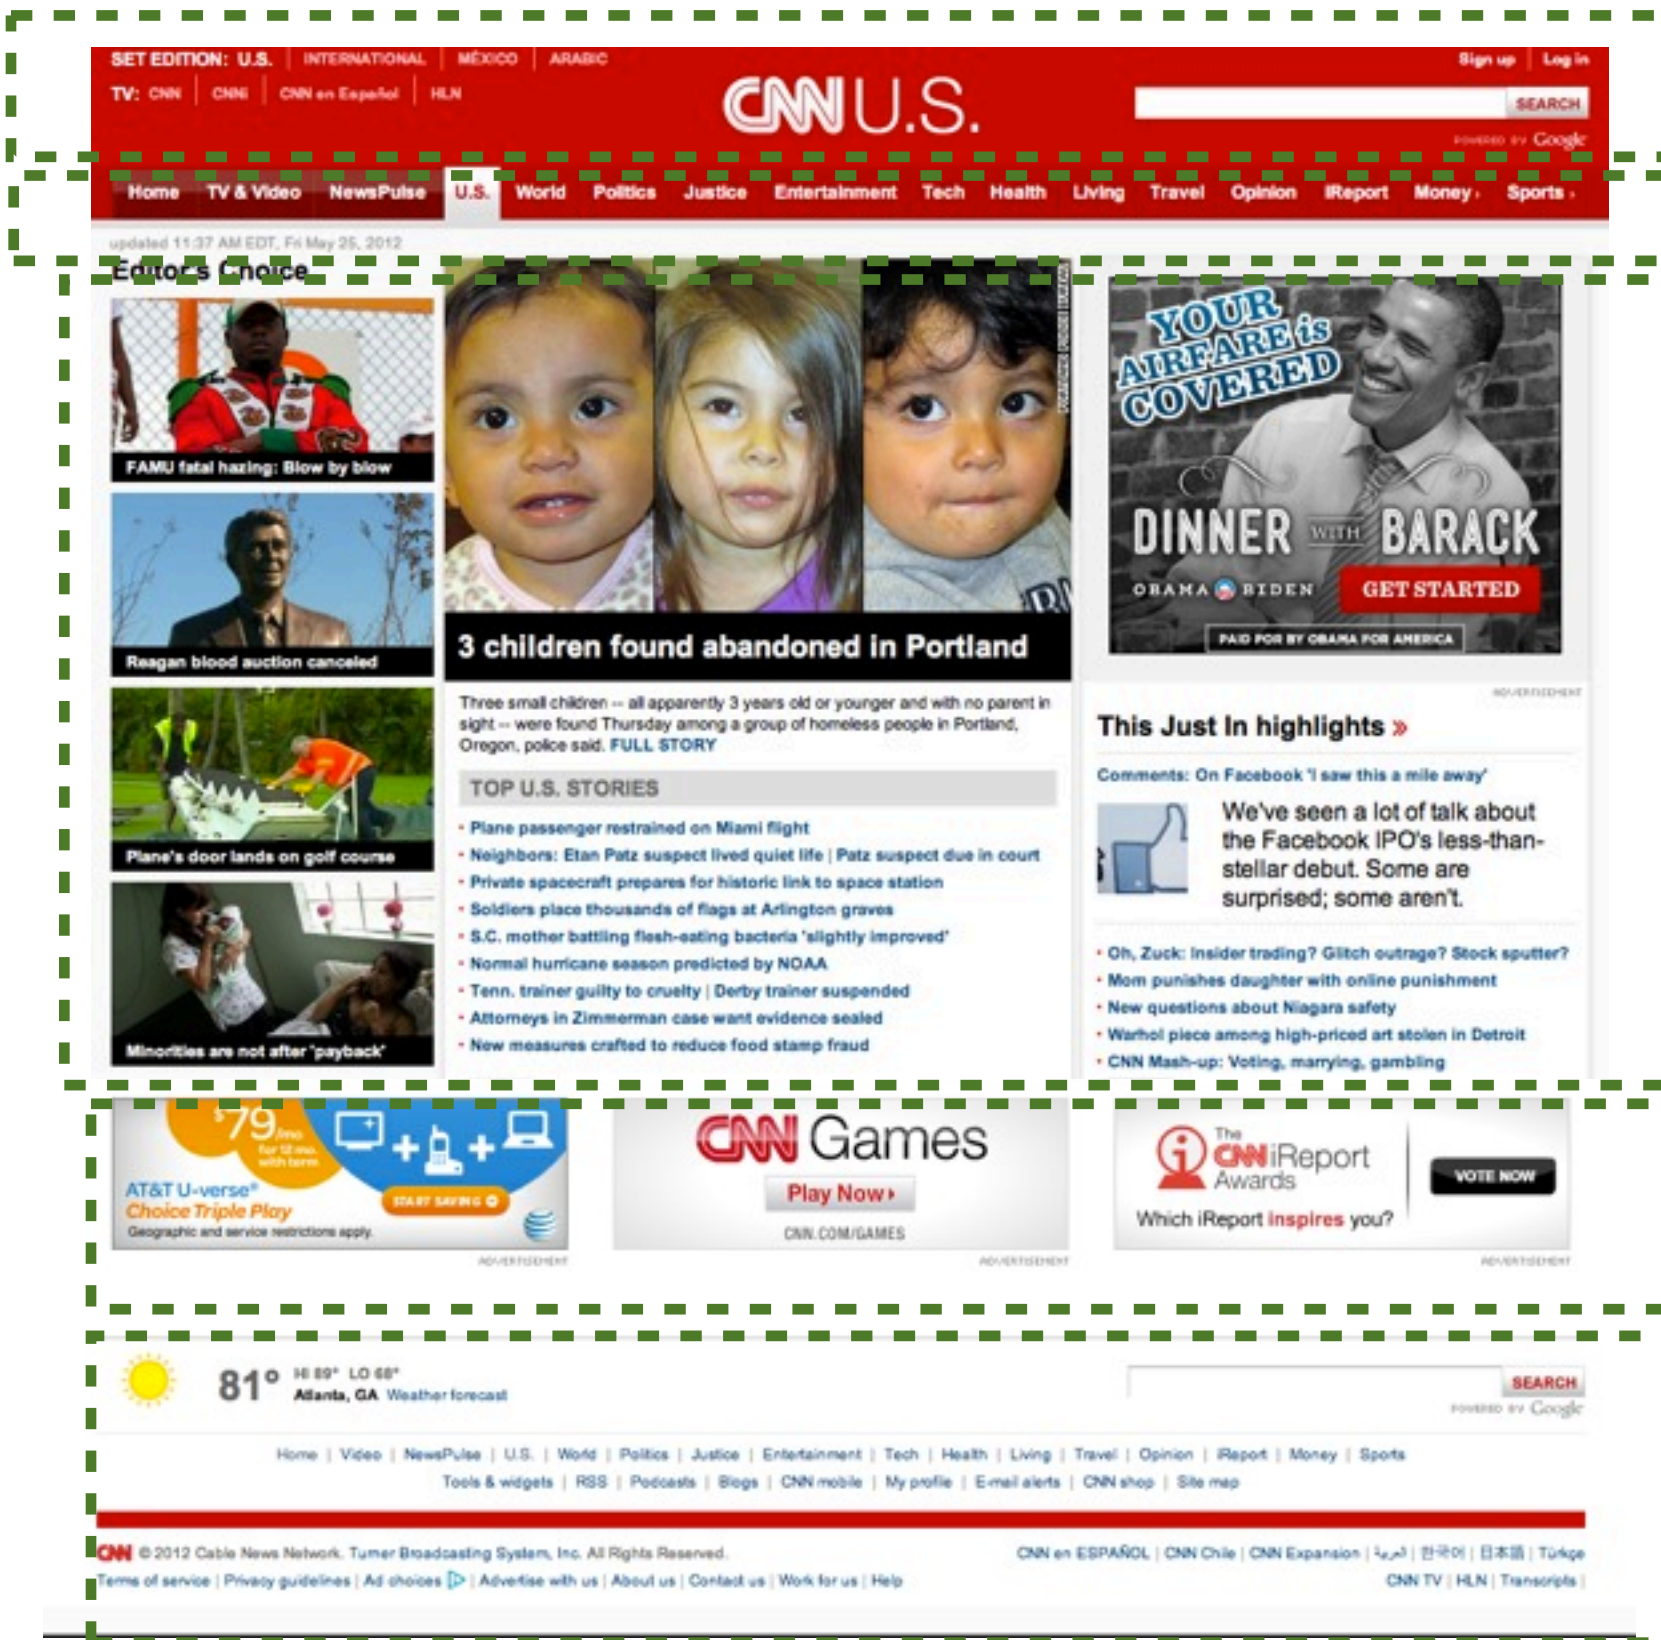 SET EDITION: U.S. | INTERNATIONAL | MÉXICO | ARABIC
TV: CNN | CNNi | CNN en Español | HLN
CNN U.S.
Sign up | Log in
SEARCH
POWERED BY Google
Home TV & Video NewsPulse U.S. World Politics Justice Entertainment Tech Health Living Travel Opinion iReport Money › Sports ›
updated 11:37 AM EDT, Fri May 25, 2012
Editor's Choice
FAMU fatal hazing: Blow by blow
Reagan blood auction canceled
Plane's door lands on golf course
Minorities are not after 'payback'
3 children found abandoned in Portland
Three small children -- all apparently 3 years old or younger and with no parent in
sight -- were found Thursday among a group of homeless people in Portland,
Oregon, police said. FULL STORY
TOP U.S. STORIES
• Plane passenger restrained on Miami flight
• Neighbors: Etan Patz suspect lived quiet life | Patz suspect due in court
• Private spacecraft prepares for historic link to space station
• Soldiers place thousands of flags at Arlington graves
• S.C. mother battling flesh-eating bacteria 'slightly improved'
• Normal hurricane season predicted by NOAA
• Tenn. trainer guilty to cruelty | Derby trainer suspended
• Attorneys in Zimmerman case want evidence sealed
• New measures crafted to reduce food stamp fraud
YOUR
AIRFARE is
COVERED
DINNER WITH BARACK
OBAMA BIDEN
GET STARTED
PAID FOR BY OBAMA FOR AMERICA
ADVERTISEMENT
This Just In highlights »
Comments: On Facebook 'I saw this a mile away'
We've seen a lot of talk about
the Facebook IPO's less-than-
stellar debut. Some are
surprised; some aren't.
• Oh, Zuck: Insider trading? Glitch outrage? Stock sputter?
• Mom punishes daughter with online punishment
• New questions about Niagara safety
• Warhol piece among high-priced art stolen in Detroit
• CNN Mash-up: Voting, marrying, gambling
$79/mo
for 12 mo.
with term
AT&T U-verse®
Choice Triple Play
Geographic and service restrictions apply.
START SAVING
ADVERTISEMENT
CNN Games
Play Now
CNN.COM/GAMES
ADVERTISEMENT
The
CNN iReport
Awards
Which iReport inspires you?
VOTE NOW
ADVERTISEMENT
81° HI 89° LO 68°
Atlanta, GA Weather forecast
SEARCH
POWERED BY Google
Home | Video | NewsPulse | U.S. | World | Politics | Justice | Entertainment | Tech | Health | Living | Travel | Opinion | iReport | Money | Sports
Tools & widgets | RSS | Podcasts | Blogs | CNN mobile | My profile | E-mail alerts | CNN shop | Site map
CNN © 2012 Cable News Network. Turner Broadcasting System, Inc. All Rights Reserved.
Terms of service | Privacy guidelines | Ad choices | Advertise with us | About us | Contact us | Work for us | Help
CNN en ESPAÑOL | CNN Chile | CNN Expansion | العربية | 한국어 | 日本語 | Türkçe
CNN TV | HLN | Transcripts |